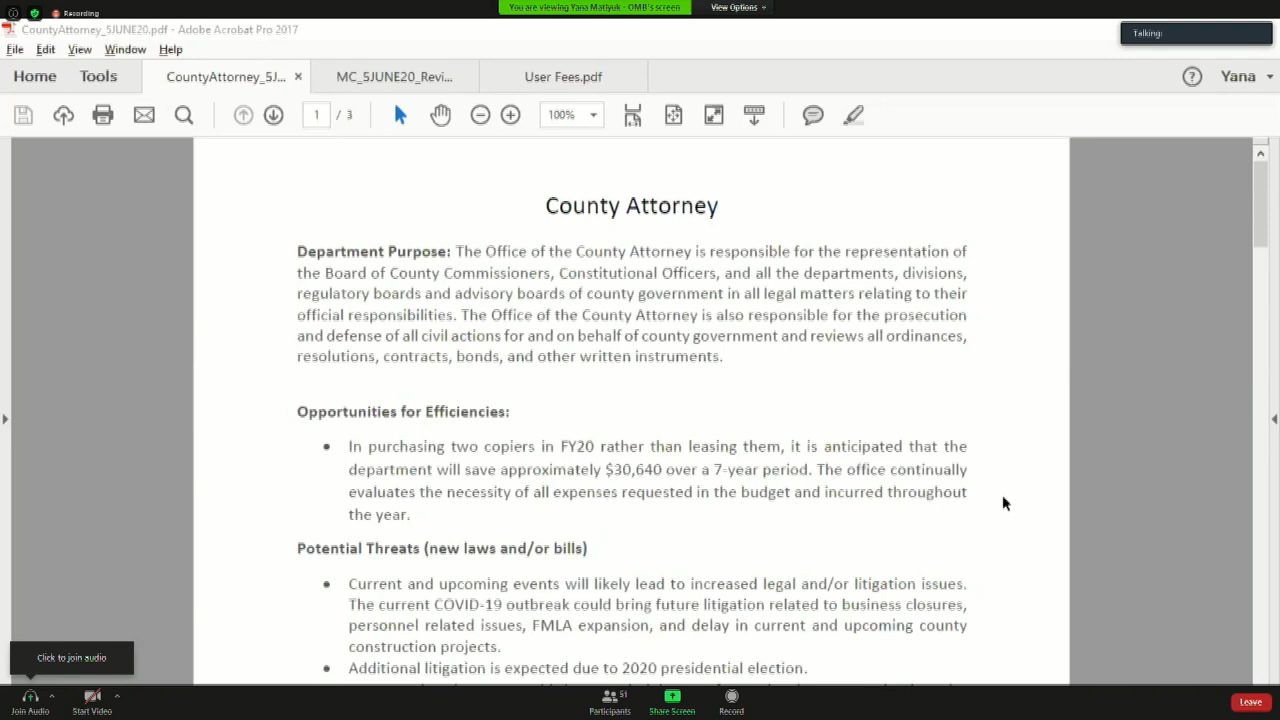 Recording
You are viewing Yana Matiyuk - OMB's screen
View Options
CountyAttorney_5JUNE20.pdf - Adobe Acrobat Pro 2017
Talking:
File Edit View Window Help
Home Tools CountyAttorney_5J... × MC_5JUNE20_Revi... User Fees.pdf Yana
1 / 3 100%
County Attorney
Department Purpose: The Office of the County Attorney is responsible for the representation of
the Board of County Commissioners, Constitutional Officers, and all the departments, divisions,
regulatory boards and advisory boards of county government in all legal matters relating to their
official responsibilities. The Office of the County Attorney is also responsible for the prosecution
and defense of all civil actions for and on behalf of county government and reviews all ordinances,
resolutions, contracts, bonds, and other written instruments.
Opportunities for Efficiencies:
• In purchasing two copiers in FY20 rather than leasing them, it is anticipated that the
department will save approximately $30,640 over a 7-year period. The office continually
evaluates the necessity of all expenses requested in the budget and incurred throughout
the year.
Potential Threats (new laws and/or bills)
• Current and upcoming events will likely lead to increased legal and/or litigation issues.
The current COVID-19 outbreak could bring future litigation related to business closures,
personnel related issues, FMLA expansion, and delay in current and upcoming county
construction projects.
• Additional litigation is expected due to 2020 presidential election.
Click to join audio
Join Audio Start Video Participants 51 Share Screen Record Leave